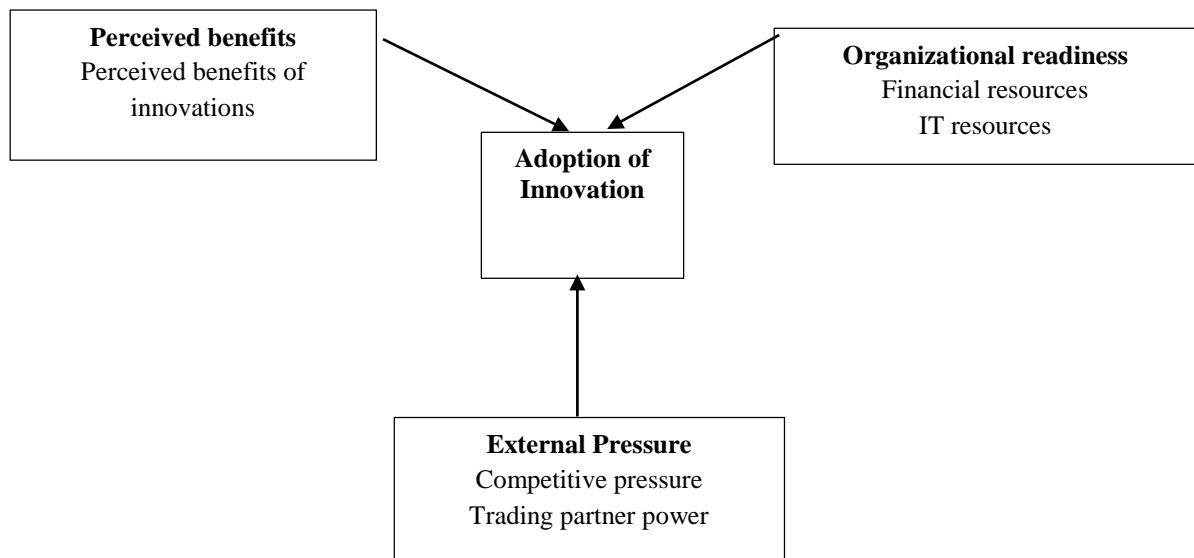 Perceived benefits
Perceived benefits of
innovations
Organizational readiness
Financial resources
IT resources
Adoption of
Innovation
External Pressure
Competitive pressure
Trading partner power